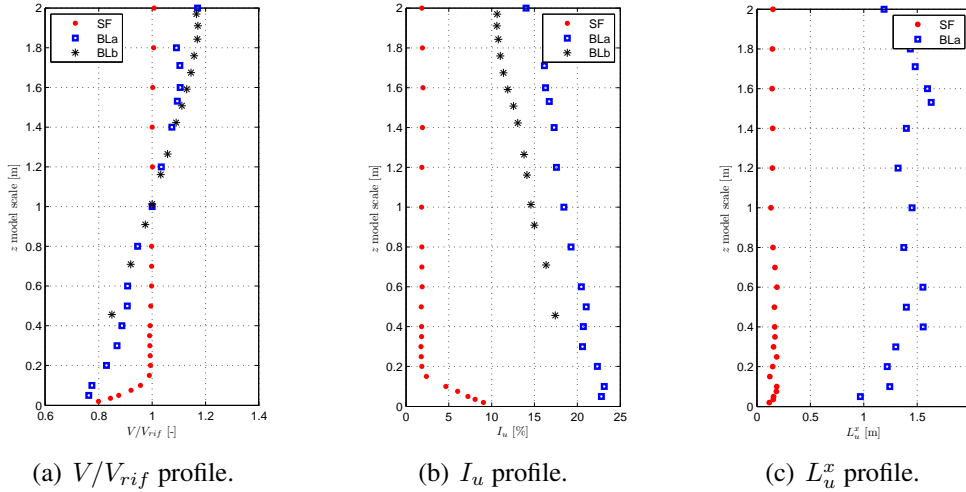 2
1.8
1.6
1.4
1.2
1
0.8
0.6
0.4
0.2
0
z model scale [m]
0.6 0.8 1 1.2 1.4
V/V_{rif} [-]
SF
BLa
BLb
(a) V/V_{rif} profile.
2
1.8
1.6
1.4
1.2
1
0.8
0.6
0.4
0.2
0
z model scale [m]
0 5 10 15 20 25
I_u [%]
SF
BLa
BLb
(b) I_u profile.
2
1.8
1.6
1.4
1.2
1
0.8
0.6
0.4
0.2
0
z model scale [m]
0 0.5 1 1.5 2
L_u^x [m]
SF
BLa
(c) L_u^x profile.